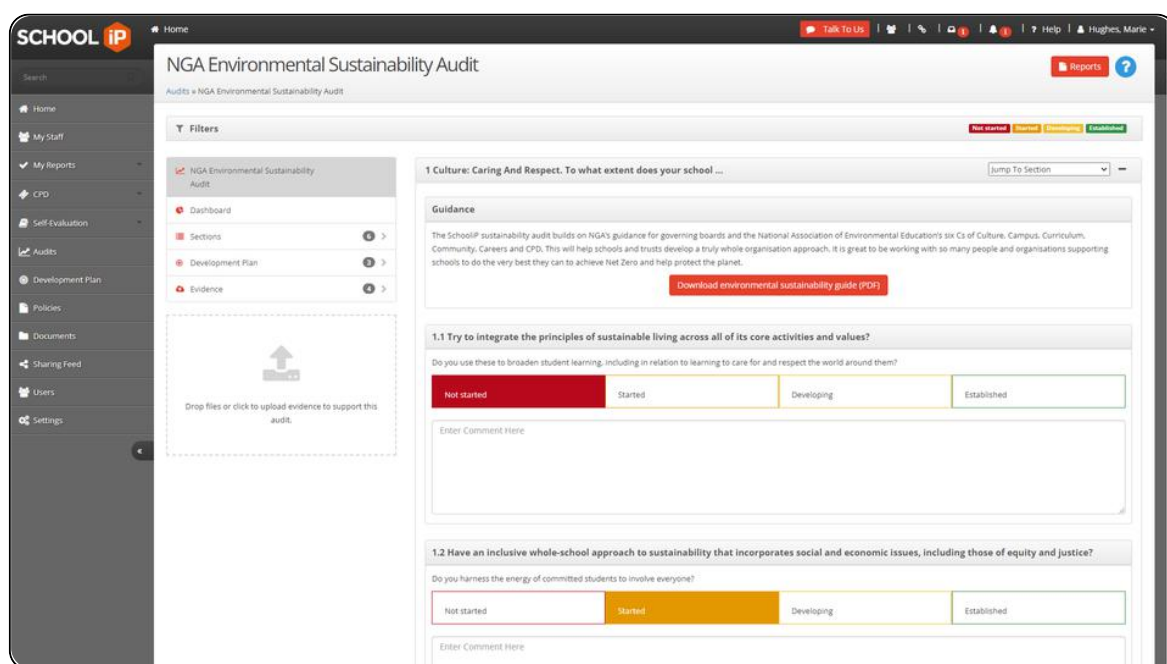 SCHOOL iP
Home
Talk To Us
1
1
? Help
Hughes, Marie
Search
Home
My Staff
My Reports
CPD
Self-Evaluation
Audits
Development Plan
Policies
Documents
Sharing Feed
Users
Settings
«
NGA Environmental Sustainability Audit
Audits » NGA Environmental Sustainability Audit
Reports
?
Filters
Not started Started Developing Established
NGA Environmental Sustainability
Audit
Dashboard
Sections 6 >
Development Plan 3 >
Evidence 4 >
Drop files or click to upload evidence to support this
audit.
1 Culture: Caring And Respect. To what extent does your school ...
Jump To Section
Guidance
The SchooliP sustainability audit builds on NGA's guidance for governing boards and the National Association of Environmental Education's six Cs of Culture. Campus. Curriculum.
Community. Careers and CPD. This will help schools and trusts develop a truly whole organisation approach. It is great to be working with so many people and organisations supporting
schools to do the very best they can to achieve Net Zero and help protect the planet.
Download environmental sustainability guide (PDF)
1.1 Try to integrate the principles of sustainable living across all of its core activities and values?
Do you use these to broaden student learning, including in relation to learning to care for and respect the world around them?
Not started Started Developing Established
Enter Comment Here
1.2 Have an inclusive whole-school approach to sustainability that incorporates social and economic issues, including those of equity and justice?
Do you harness the energy of committed students to involve everyone?
Not started Started Developing Established
Enter Comment Here